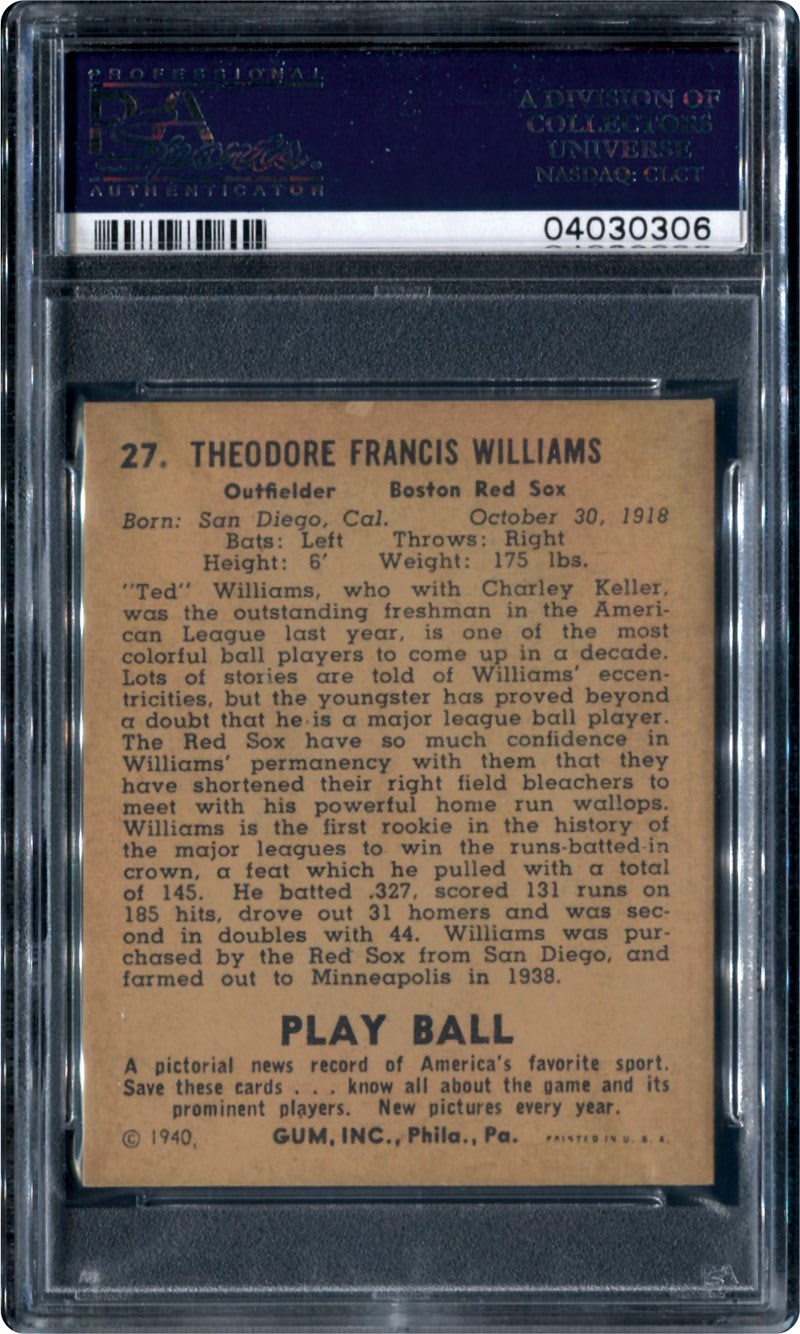 PROFESSIONAL
PSA
Sports
AUTHENTICATOR
A DIVISION OF
COLLECTORS
UNIVERSE
NASDAQ: CLCT
04030306
27. THEODORE FRANCIS WILLIAMS
Outfielder Boston Red Sox
Born: San Diego, Cal. October 30, 1918
Bats: Left Throws: Right
Height: 6' Weight: 175 lbs.
"Ted" Williams, who with Charley Keller,
was the outstanding freshman in the Ameri-
can League last year, is one of the most
colorful ball players to come up in a decade.
Lots of stories are told of Williams' eccen-
tricities, but the youngster has proved beyond
a doubt that he is a major league ball player.
The Red Sox have so much confidence in
Williams' permanency with them that they
have shortened their right field bleachers to
meet with his powerful home run wallops.
Williams is the first rookie in the history of
the major leagues to win the runs-batted-in
crown, a feat which he pulled with a total
of 145. He batted .327, scored 131 runs on
185 hits, drove out 31 homers and was sec-
ond in doubles with 44. Williams was pur-
chased by the Red Sox from San Diego, and
farmed out to Minneapolis in 1938.
PLAY BALL
A pictorial news record of America's favorite sport.
Save these cards . . . know all about the game and its
prominent players. New pictures every year.
© 1940, GUM, INC., Phila., Pa. PRINTED IN U. S. A.
PSA